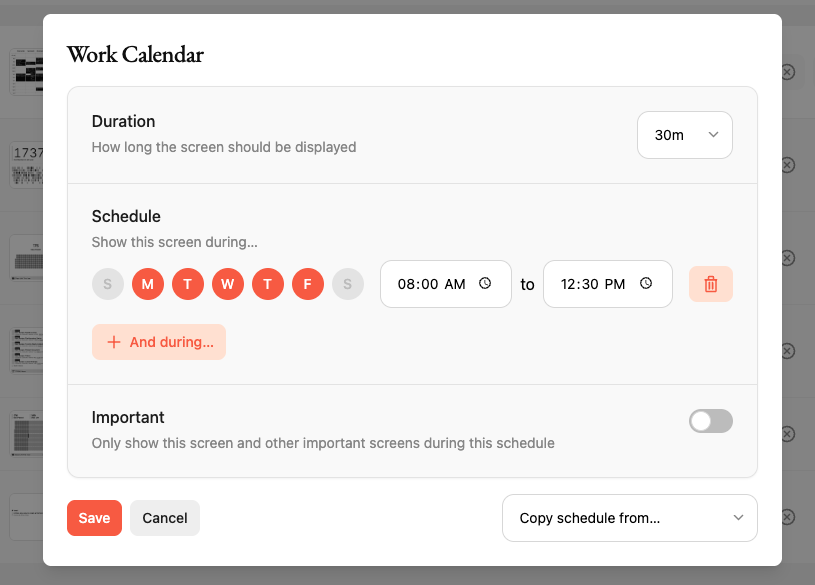 Work Calendar
Duration
How long the screen should be displayed
30m
Schedule
Show this screen during...
S M T W T F S 08:00 AM to 12:30 PM
And during...
Important
Only show this screen and other important screens during this schedule
Save Cancel Copy schedule from...
1737